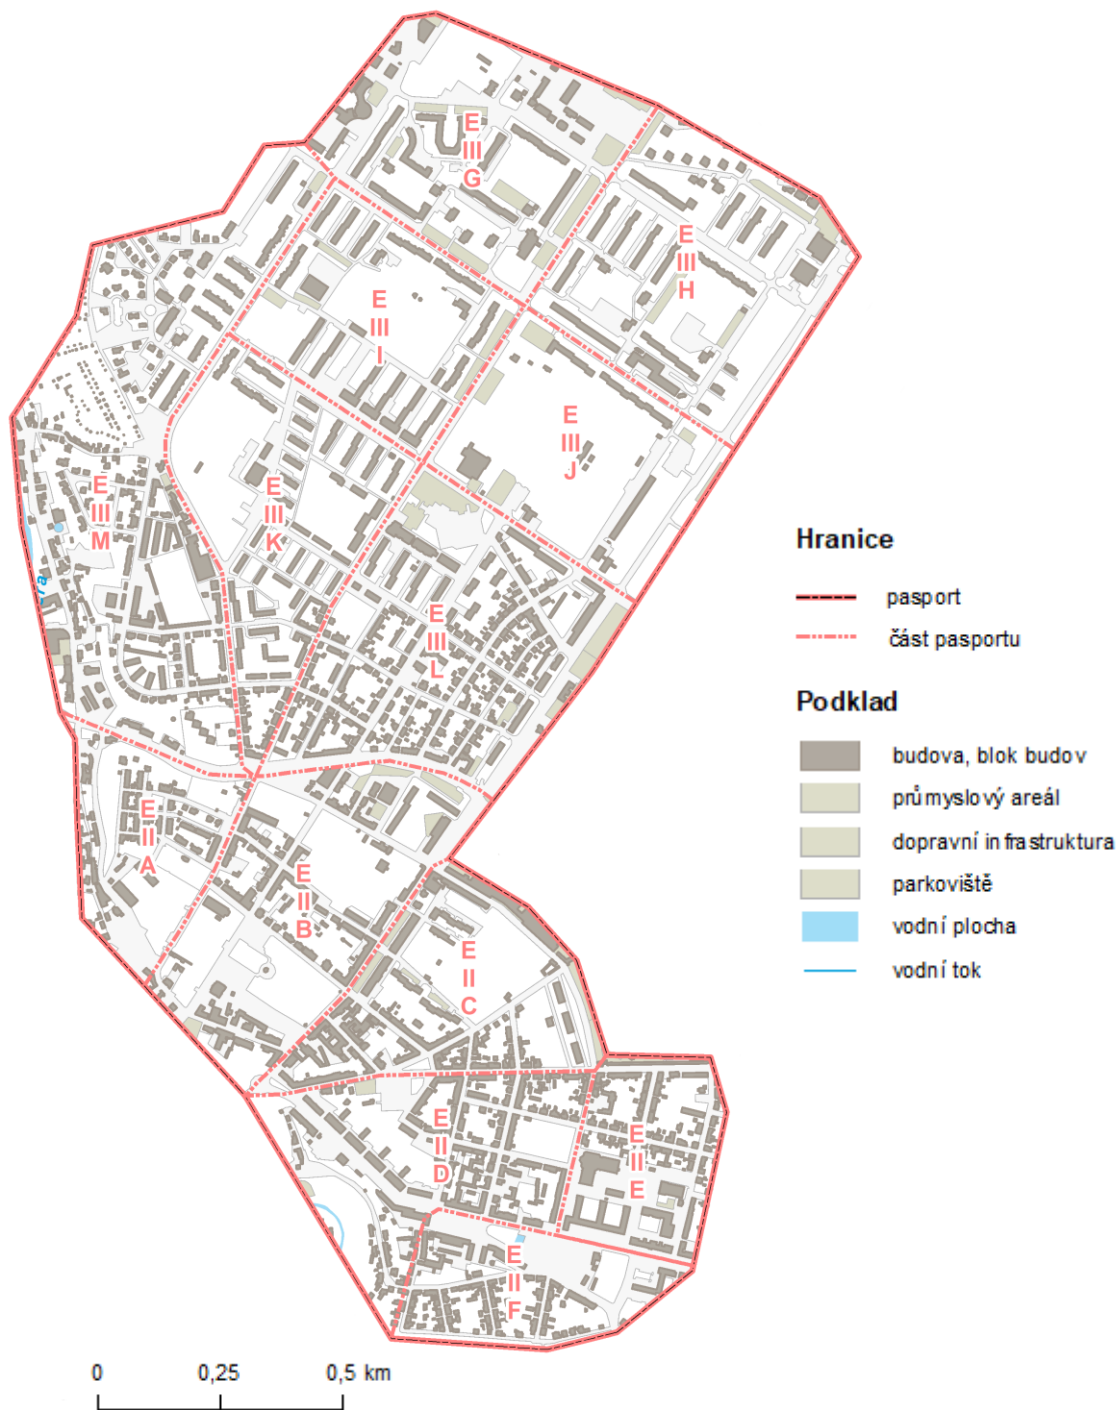 E
III
G
E
III
H
E
III
I
E
III
J
E
III
K
E
III
M
E
III
L
E
II
A
E
II
B
E
II
C
E
II
D
E
II
E
E
II
F
Hranice
pasport
část pasportu
Podklad
budova, blok budov
průmyslový areál
dopravní infrastruktura
parkoviště
vodní plocha
vodní tok
0 0,25 0,5 km